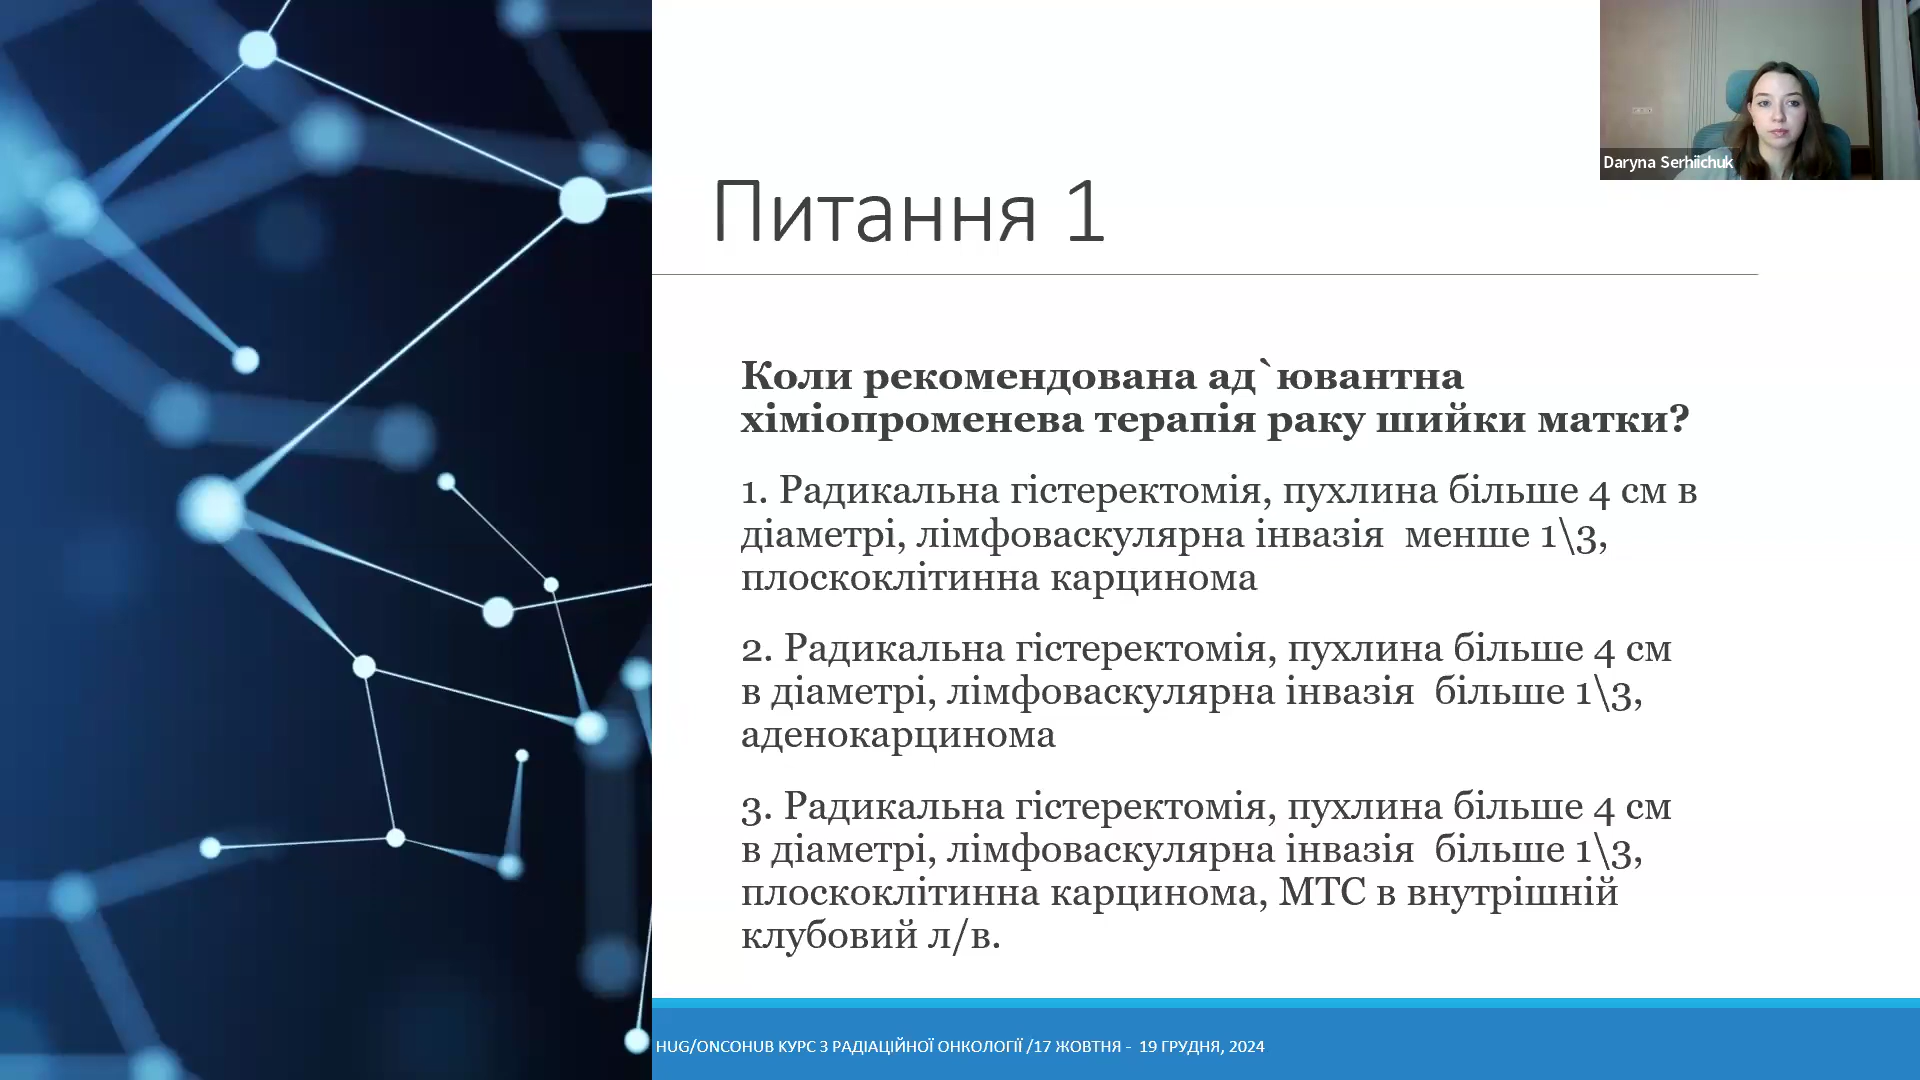 Daryna Serhiichuk
Питання 1
Коли рекомендована ад`ювантна
хіміопроменева терапія раку шийки матки?
1. Радикальна гістеректомія, пухлина більше 4 см в
діаметрі, лімфоваскулярна інвазія  менше 1\3,
плоскоклітинна карцинома
2. Радикальна гістеректомія, пухлина більше 4 см
в діаметрі, лімфоваскулярна інвазія  більше 1\3,
аденокарцинома
3. Радикальна гістеректомія, пухлина більше 4 см
в діаметрі, лімфоваскулярна інвазія  більше 1\3,
плоскоклітинна карцинома, МТС в внутрішній
клубовий л/в.
HUG/ONCOHUB КУРС З РАДІАЦІЙНОЇ ОНКОЛОГІЇ /17 ЖОВТНЯ -  19 ГРУДНЯ, 2024